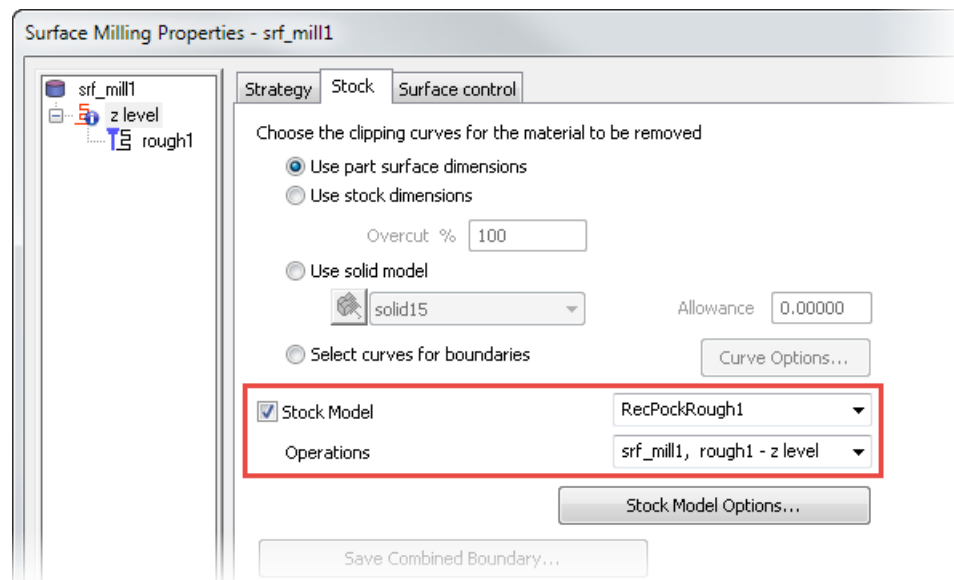 Surface Milling Properties - srf_mill1
srf_mill1
z level
rough1
Strategy Stock Surface control
Choose the clipping curves for the material to be removed
Use part surface dimensions
Use stock dimensions
Overcut % 100
Use solid model
solid15 Allowance 0.00000
Select curves for boundaries Curve Options...
Stock Model RecPockRough1
Operations srf_mill1, rough1 - z level
Stock Model Options...
Save Combined Boundary...